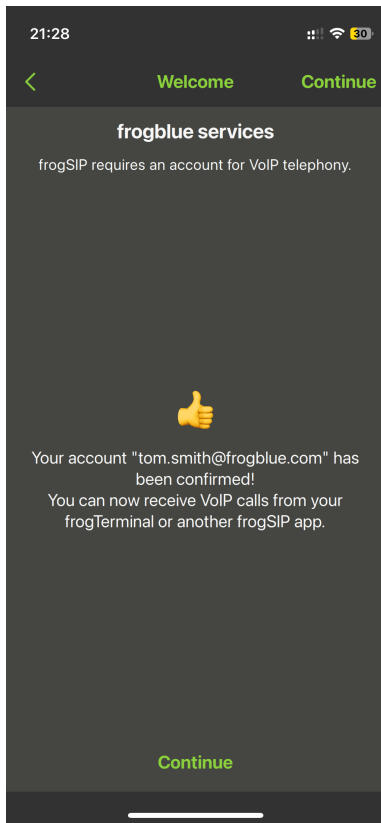 21:28
30
Welcome
Continue
frogblue services
frogSIP requires an account for VoIP telephony.
Your account "tom.smith@frogblue.com" has
been confirmed!
You can now receive VoIP calls from your
frogTerminal or another frogSIP app.
Continue